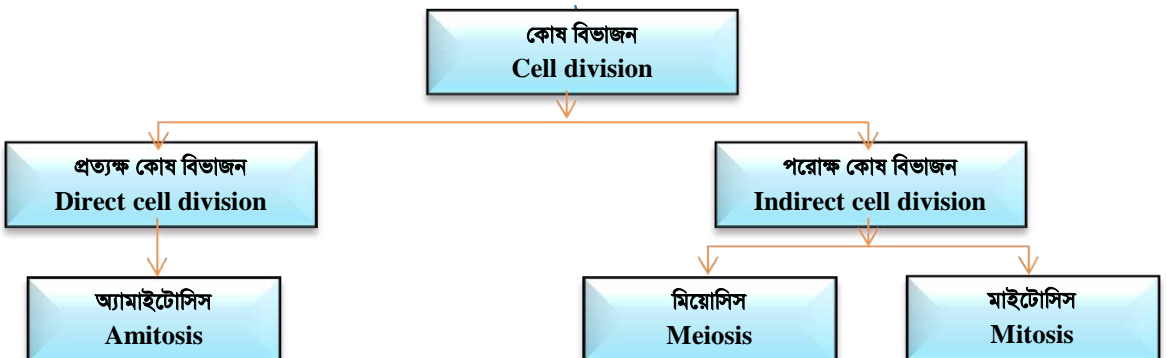 কোষ বিভাজন
Cell division
প্রত্যক্ষ কোষ বিভাজন
Direct cell division
পরোক্ষ কোষ বিভাজন
Indirect cell division
অ্যামাইটোসিস
Amitosis
মিয়োসিস
Meiosis
মাইটোসিস
Mitosis